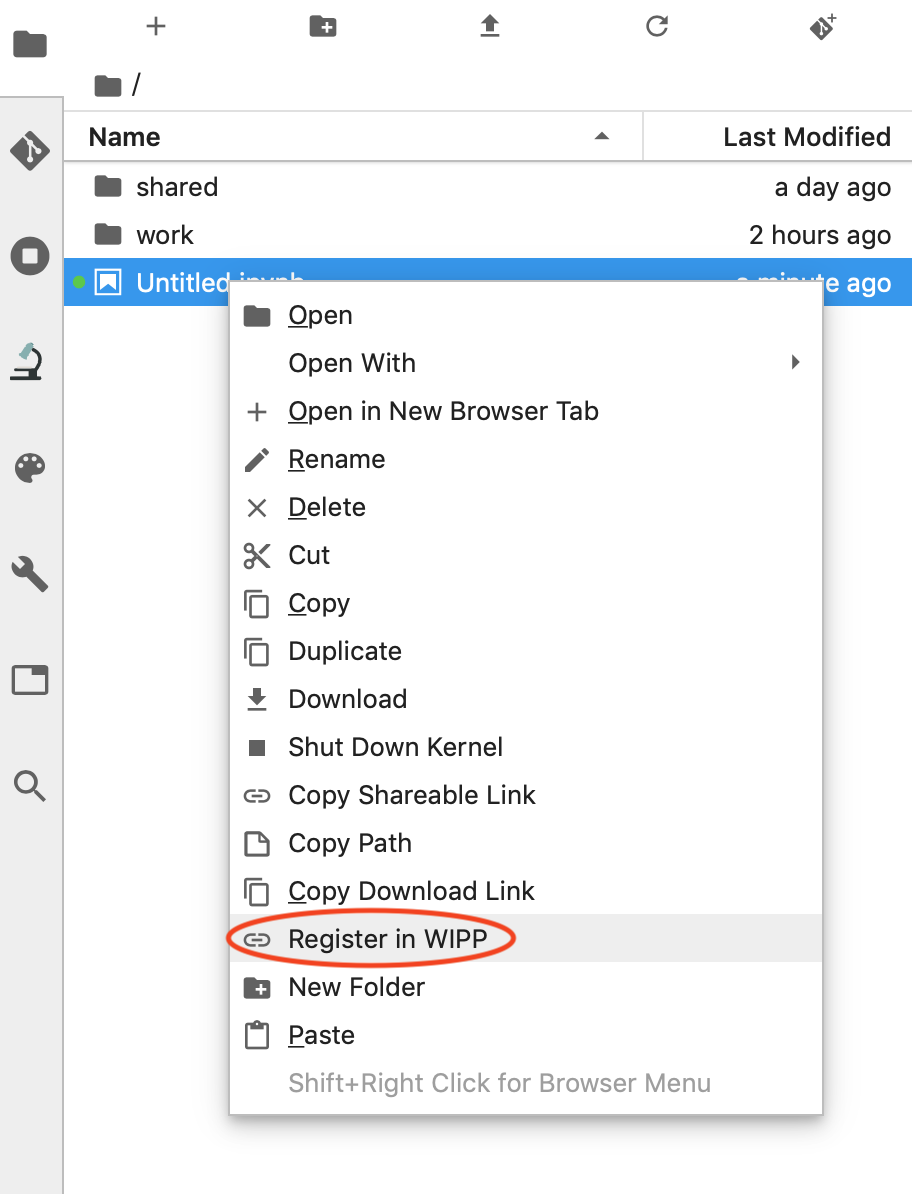 /
Name Last Modified
shared a day ago
work 2 hours ago
Untitled.ipynb a minute ago
Open
Open With
Open in New Browser Tab
Rename
Delete
Cut
Copy
Duplicate
Download
Shut Down Kernel
Copy Shareable Link
Copy Path
Copy Download Link
Register in WIPP
New Folder
Paste
Shift+Right Click for Browser Menu